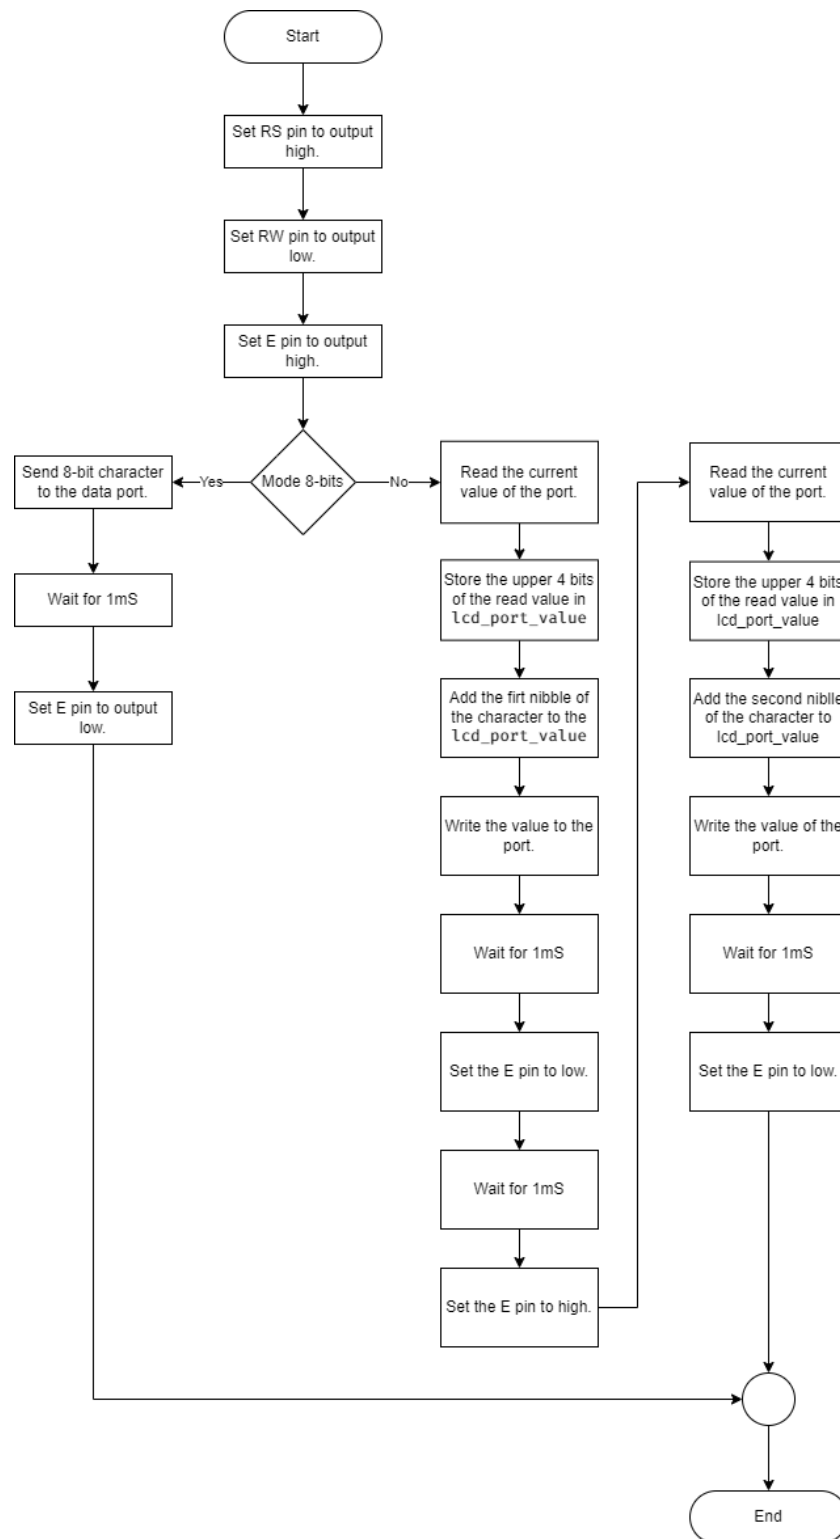 Start
Set RS pin to output
high.
Set RW pin to output
low.
Set E pin to output
high.
Mode 8-bits
Yes
No
Send 8-bit character
to the data port.
Wait for 1mS
Set E pin to output
low.
Read the current
value of the port.
Store the upper 4 bits
of the read value in
lcd_port_value
Add the firt nibble of
the character to the
lcd_port_value
Write the value to the
port.
Wait for 1mS
Set the E pin to low.
Wait for 1mS
Set the E pin to high.
Read the current
value of the port.
Store the upper 4 bits
of the read value in
lcd_port_value
Add the second niblle
of the character to
lcd_port_value
Write the value of the
port.
Wait for 1mS
Set the E pin to low.
End